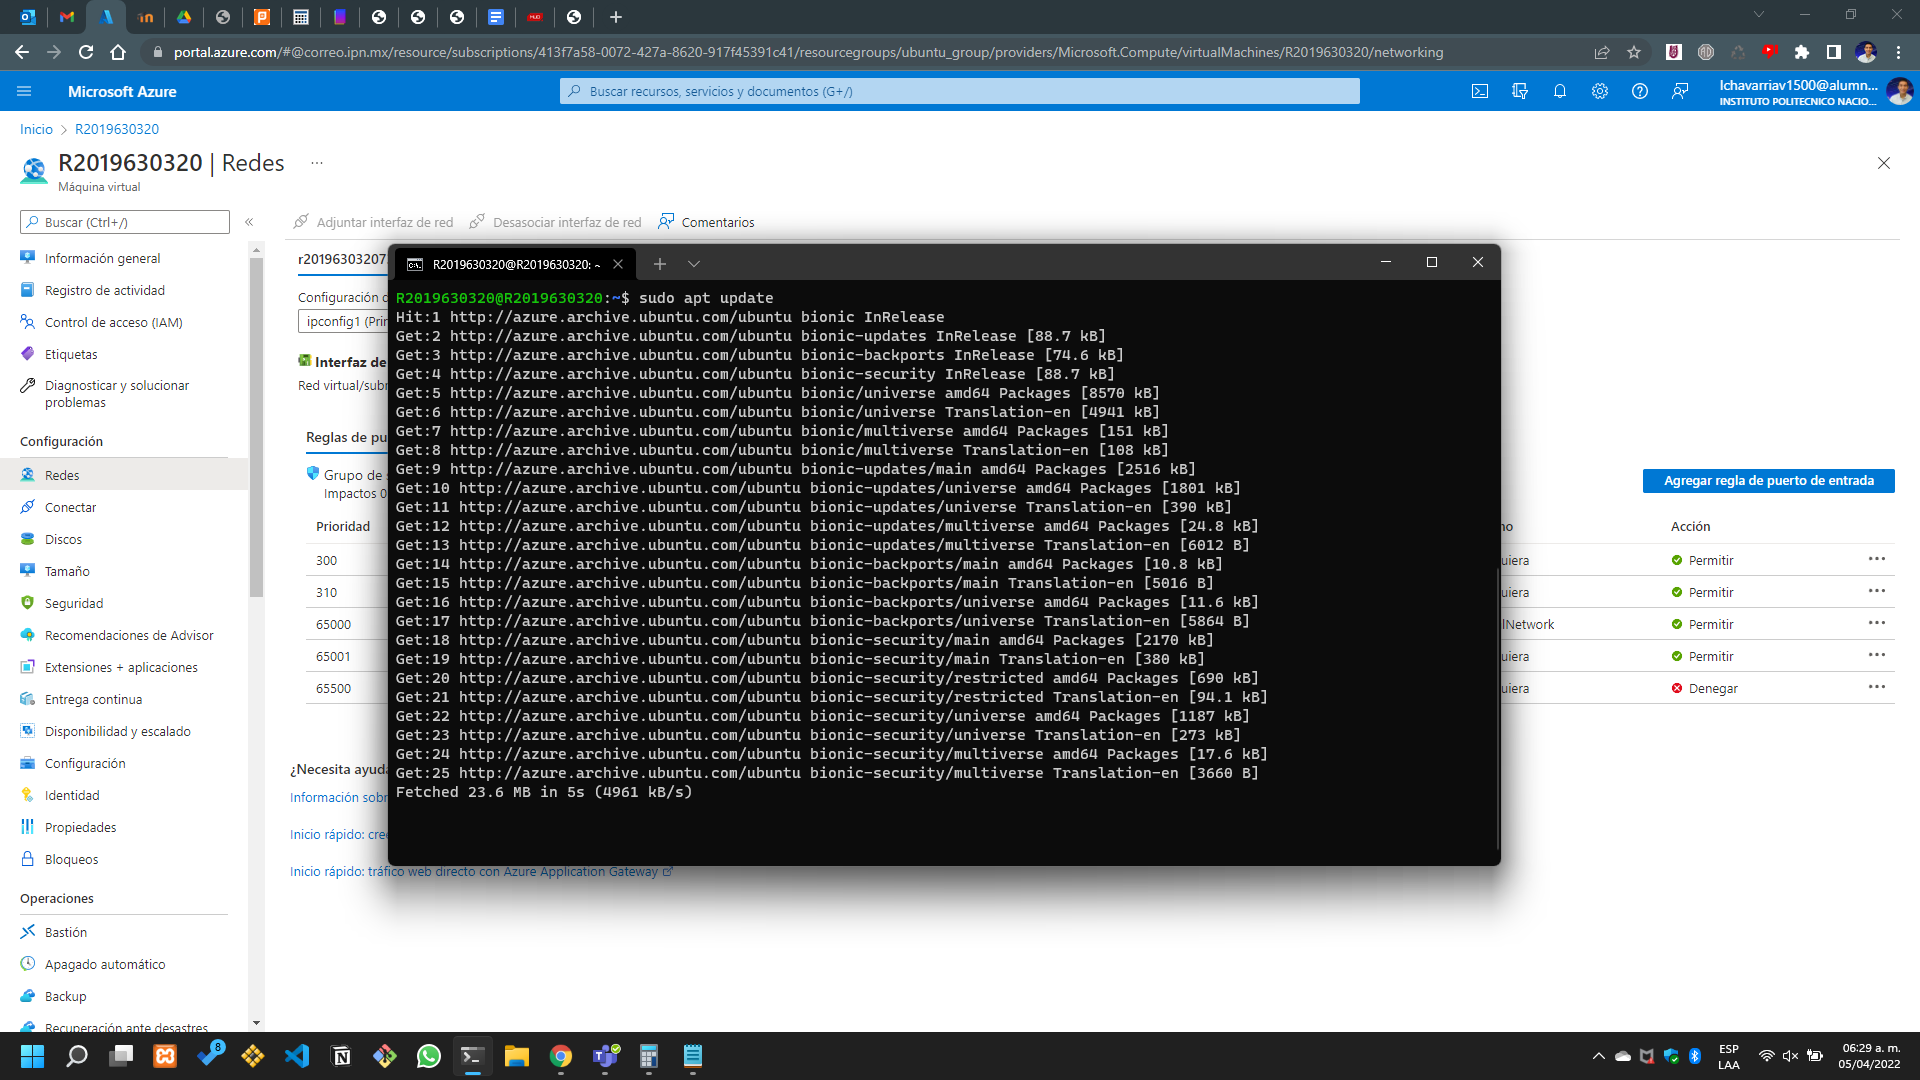 portal.azure.com/#@correo.ipn.mx/resource/subscriptions/413f7a58-0072-427a-8620-917f45391c41/resourcegroups/ubuntu_group/providers/Microsoft.Compute/virtualMachines/R2019630320/networking
Microsoft Azure
Buscar recursos, servicios y documentos (G+/)
lchavarriav1500@alumn...
INSTITUTO POLITECNICO NACIO...
Inicio > R2019630320
R2019630320 | Redes ...
Máquina virtual
Buscar (Ctrl+/)
Adjuntar interfaz de red
Desasociar interfaz de red
Comentarios
Información general
Registro de actividad
Control de acceso (IAM)
Etiquetas
Diagnosticar y solucionar
problemas
Configuración
Redes
Conectar
Discos
Tamaño
Seguridad
Recomendaciones de Advisor
Extensiones + aplicaciones
Entrega continua
Disponibilidad y escalado
Configuración
Identidad
Propiedades
Bloqueos
Operaciones
Bastión
Apagado automático
Backup
Recuperación ante desastres
Configuración
ipconfig1
Interfaz de
Reglas de
Grupo de
Impactos
Prioridad
300
310
65000
65001
65500
¿Necesita
Información
Inicio rápido:
Inicio rápido: tráfico web directo con Azure Application Gateway
R2019630320@R2019630320: ~
R2019630320@R2019630320:~$ sudo apt update
Hit:1 http://azure.archive.ubuntu.com/ubuntu bionic InRelease
Get:2 http://azure.archive.ubuntu.com/ubuntu bionic-updates InRelease [88.7 kB]
Get:3 http://azure.archive.ubuntu.com/ubuntu bionic-backports InRelease [74.6 kB]
Get:4 http://azure.archive.ubuntu.com/ubuntu bionic-security InRelease [88.7 kB]
Get:5 http://azure.archive.ubuntu.com/ubuntu bionic/universe amd64 Packages [8570 kB]
Get:6 http://azure.archive.ubuntu.com/ubuntu bionic/universe Translation-en [4941 kB]
Get:7 http://azure.archive.ubuntu.com/ubuntu bionic/multiverse amd64 Packages [151 kB]
Get:8 http://azure.archive.ubuntu.com/ubuntu bionic/multiverse Translation-en [108 kB]
Get:9 http://azure.archive.ubuntu.com/ubuntu bionic-updates/main amd64 Packages [2516 kB]
Get:10 http://azure.archive.ubuntu.com/ubuntu bionic-updates/universe amd64 Packages [1801 kB]
Get:11 http://azure.archive.ubuntu.com/ubuntu bionic-updates/universe Translation-en [390 kB]
Get:12 http://azure.archive.ubuntu.com/ubuntu bionic-updates/multiverse amd64 Packages [24.8 kB]
Get:13 http://azure.archive.ubuntu.com/ubuntu bionic-updates/multiverse Translation-en [6012 B]
Get:14 http://azure.archive.ubuntu.com/ubuntu bionic-backports/main amd64 Packages [10.8 kB]
Get:15 http://azure.archive.ubuntu.com/ubuntu bionic-backports/main Translation-en [5016 B]
Get:16 http://azure.archive.ubuntu.com/ubuntu bionic-backports/universe amd64 Packages [11.6 kB]
Get:17 http://azure.archive.ubuntu.com/ubuntu bionic-backports/universe Translation-en [5864 B]
Get:18 http://azure.archive.ubuntu.com/ubuntu bionic-security/main amd64 Packages [2170 kB]
Get:19 http://azure.archive.ubuntu.com/ubuntu bionic-security/main Translation-en [380 kB]
Get:20 http://azure.archive.ubuntu.com/ubuntu bionic-security/restricted amd64 Packages [690 kB]
Get:21 http://azure.archive.ubuntu.com/ubuntu bionic-security/restricted Translation-en [94.1 kB]
Get:22 http://azure.archive.ubuntu.com/ubuntu bionic-security/universe amd64 Packages [1187 kB]
Get:23 http://azure.archive.ubuntu.com/ubuntu bionic-security/universe Translation-en [273 kB]
Get:24 http://azure.archive.ubuntu.com/ubuntu bionic-security/multiverse amd64 Packages [17.6 kB]
Get:25 http://azure.archive.ubuntu.com/ubuntu bionic-security/multiverse Translation-en [3660 B]
Fetched 23.6 MB in 5s (4961 kB/s)
Agregar regla de puerto de entrada
Acción
Permitir
Permitir
Permitir
Permitir
Denegar
8
ESP
LAA
06:29 a. m.
05/04/2022